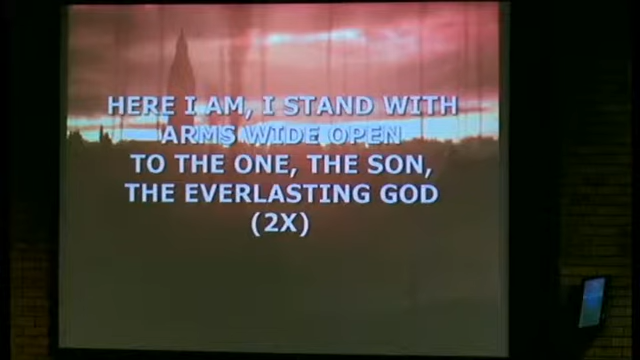 HERE I AM, I STAND WITH
ARMS WIDE OPEN
TO THE ONE, THE SON,
THE EVERLASTING GOD
(2X)